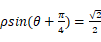 ρsin(θ + π/4) = √2/2